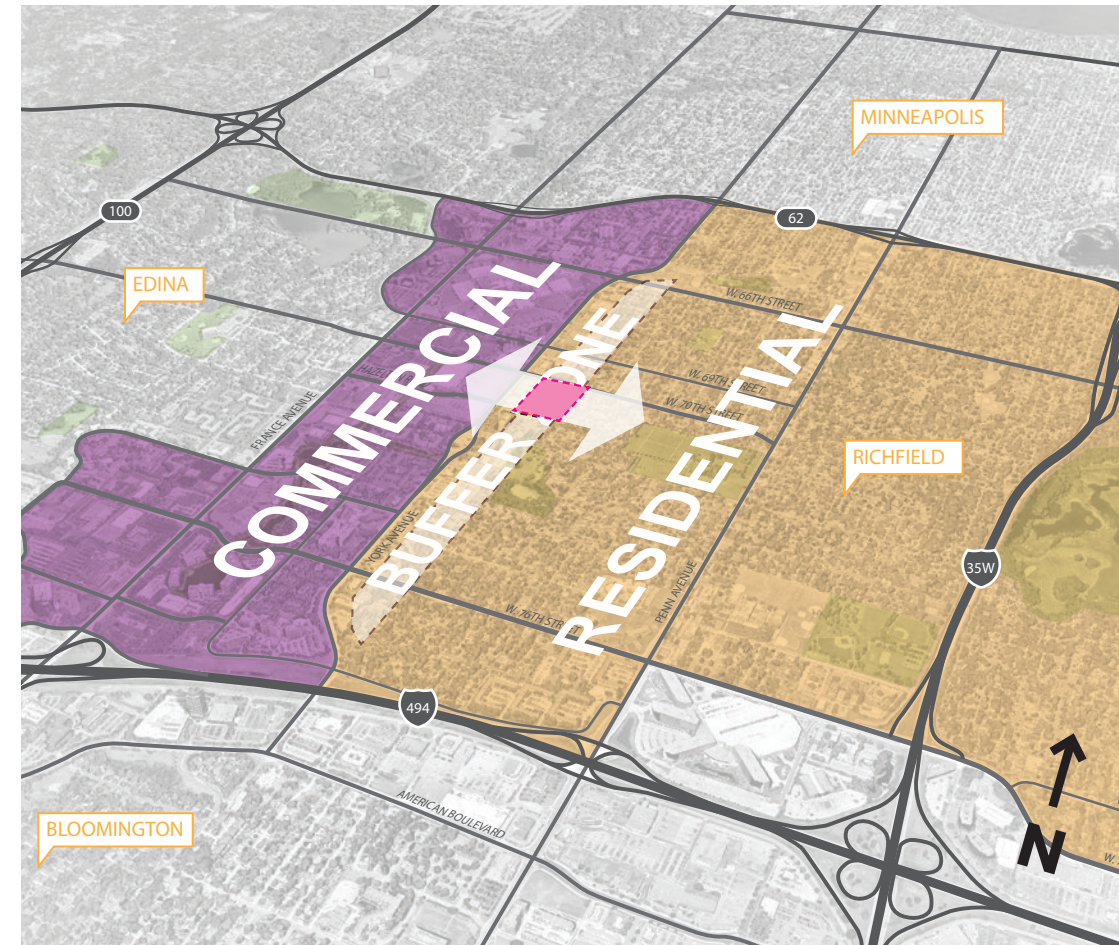 MINNEAPOLIS
100
62
EDINA
W. 66TH STREET
COMMERCIAL
BUFFER ZONE
RESIDENTIAL
W. 69TH STREET
W. 70TH STREET
FRANCE AVENUE
RICHFIELD
YORK AVENUE
35W
PENN AVENUE
W. 76TH STREET
494
AMERICAN BOULEVARD
BLOOMINGTON
N
W.